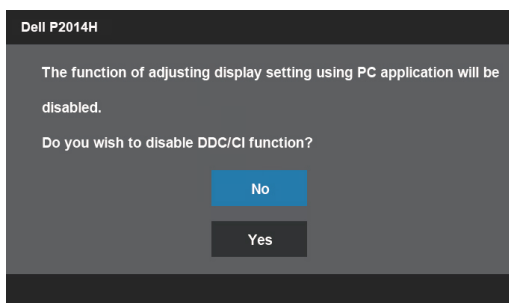 Dell P2014H
The function of adjusting display setting using PC application will be
disabled.
Do you wish to disable DDC/CI function?
No
Yes